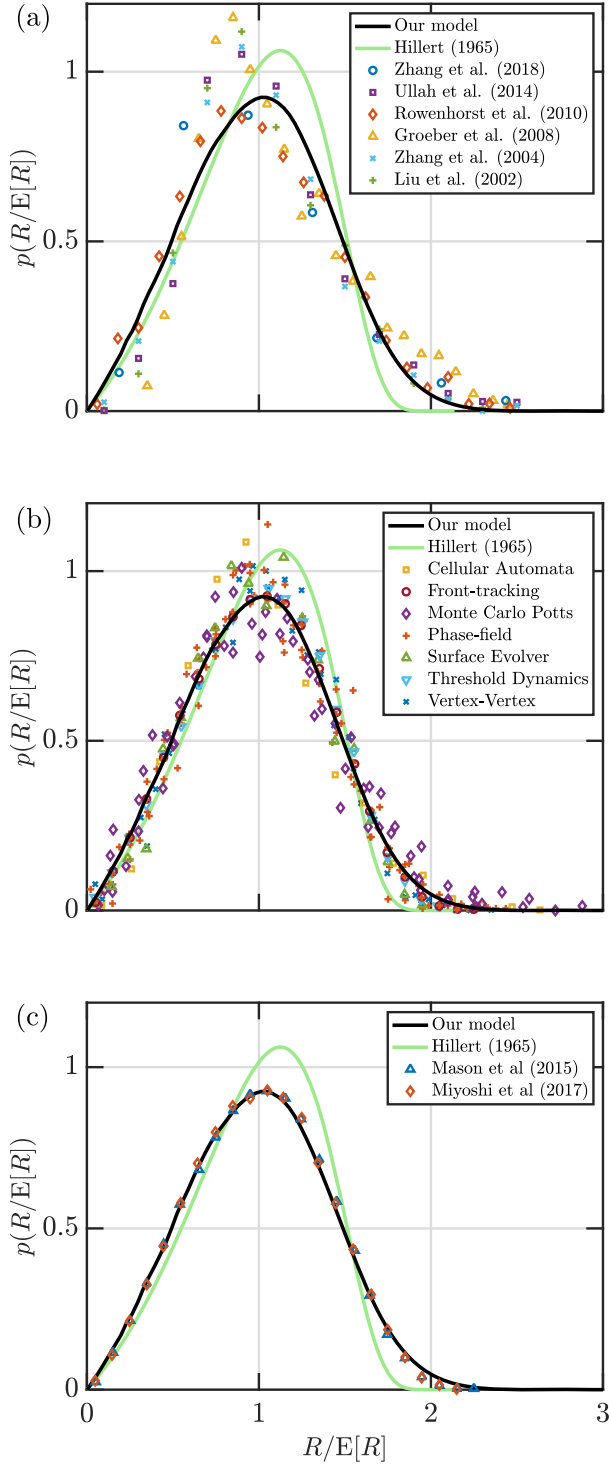 (a)
1
0.5
0
p(R/E[R])
Our model
Hillert (1965)
Zhang et al. (2018)
Ullah et al. (2014)
Rowenhorst et al. (2010)
Groeber et al. (2008)
Zhang et al. (2004)
Liu et al. (2002)
(b)
1
0.5
0
p(R/E[R])
Our model
Hillert (1965)
Cellular Automata
Front-tracking
Monte Carlo Potts
Phase-field
Surface Evolver
Threshold Dynamics
Vertex-Vertex
(c)
1
0.5
0
p(R/E[R])
Our model
Hillert (1965)
Mason et al (2015)
Miyoshi et al (2017)
0 1 2 3
R/E[R]